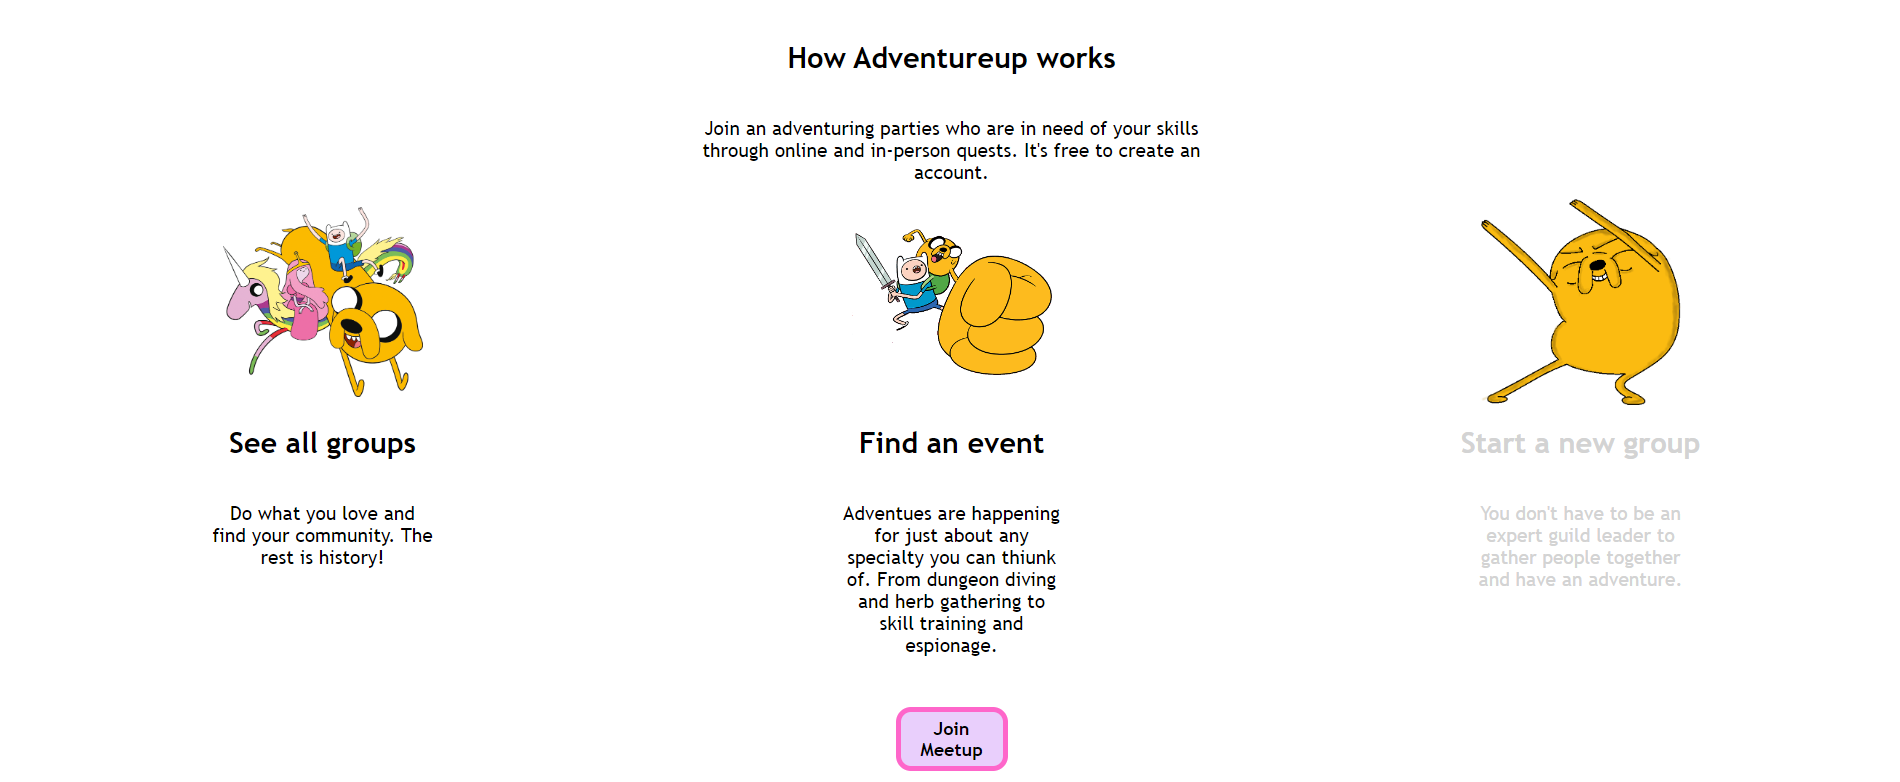 How Adventureup works
Join an adventuring parties who are in need of your skills
through online and in-person quests. It's free to create an
account.
See all groups
Do what you love and
find your community. The
rest is history!
Find an event
Adventues are happening
for just about any
specialty you can thiunk
of. From dungeon diving
and herb gathering to
skill training and
espionage.
Start a new group
You don't have to be an
expert guild leader to
gather people together
and have an adventure.
Join
Meetup